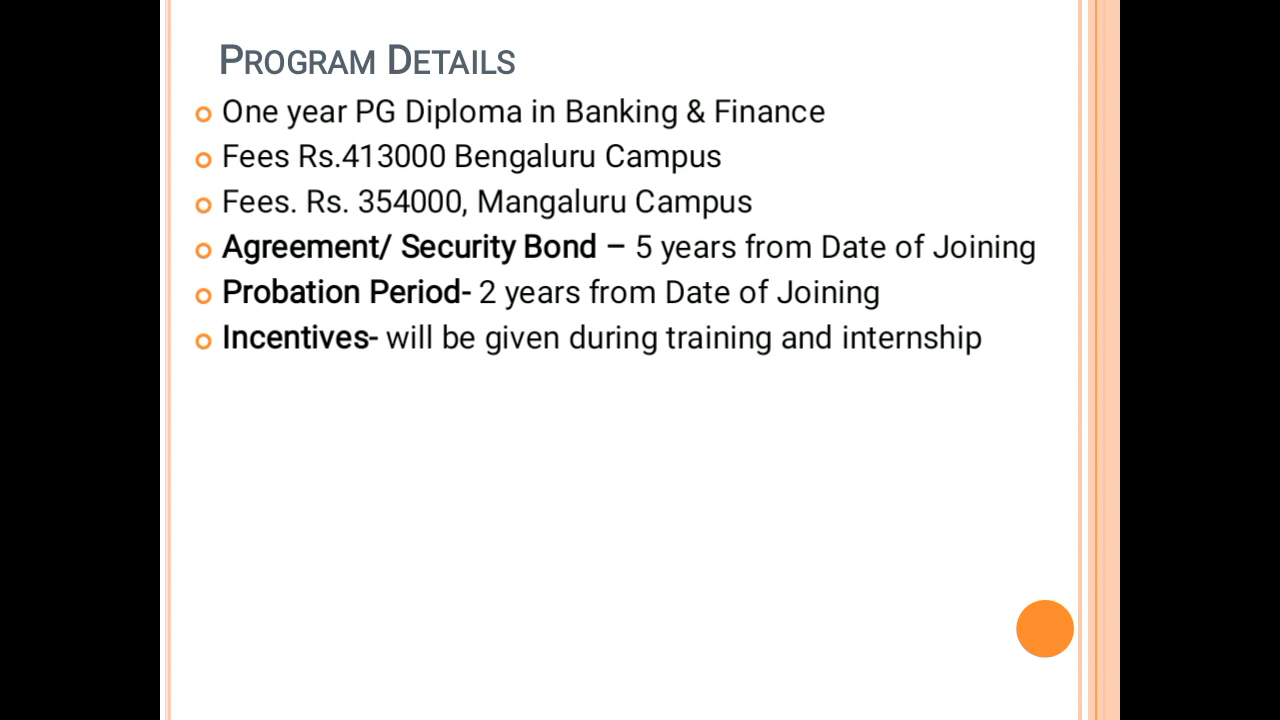 PROGRAM DETAILS
One year PG Diploma in Banking & Finance
Fees Rs.413000 Bengaluru Campus
Fees. Rs. 354000, Mangaluru Campus
Agreement/ Security Bond – 5 years from Date of Joining
Probation Period- 2 years from Date of Joining
Incentives- will be given during training and internship